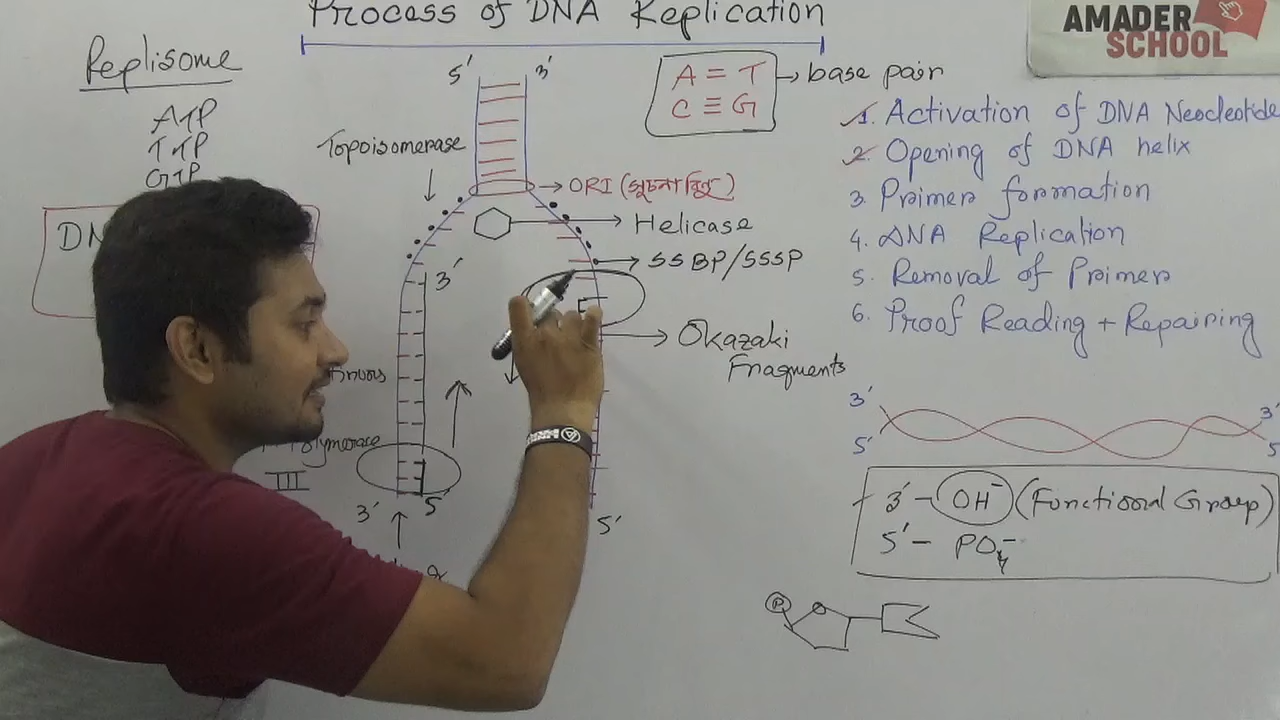 Process of DNA Replication
AMADER
SCHOOL
Replisome
ATP
TTP
GTP
DN
5′ 3′
Topoisomerase
A = T → base pair
C ≡ G
→ ORI (সূচনা বিন্দু)
→ Helicase
→ SSBP/SSSP
→ Okazaki
Fragments
3′
III
3′ 5′
5′
1. Activation of DNA Neocleotide
2. Opening of DNA helix
3. Primer formation
4. DNA Replication
5. Removal of Primer
6. Proof Reading + Repairing
3′ 3′
5′ 5
3′ – OH⁻ (Functional Group)
5′ – PO₄⁻
P